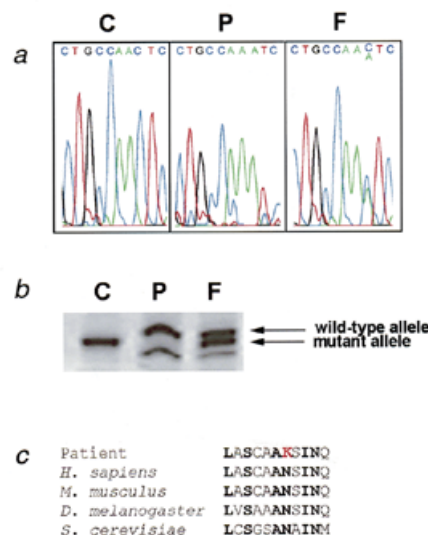 C P F
a
CTGCCAACTC CTGCCAAATC CTGCCAACTC
A
b
C P F
wild-type allele
mutant allele
c
Patient LASCAAKSINQ
H. sapiens LASCAANSINQ
M. musculus LASCAANSINQ
D. melanogaster LVSAAANSINQ
S. cerevisiae LCSGSANAINM